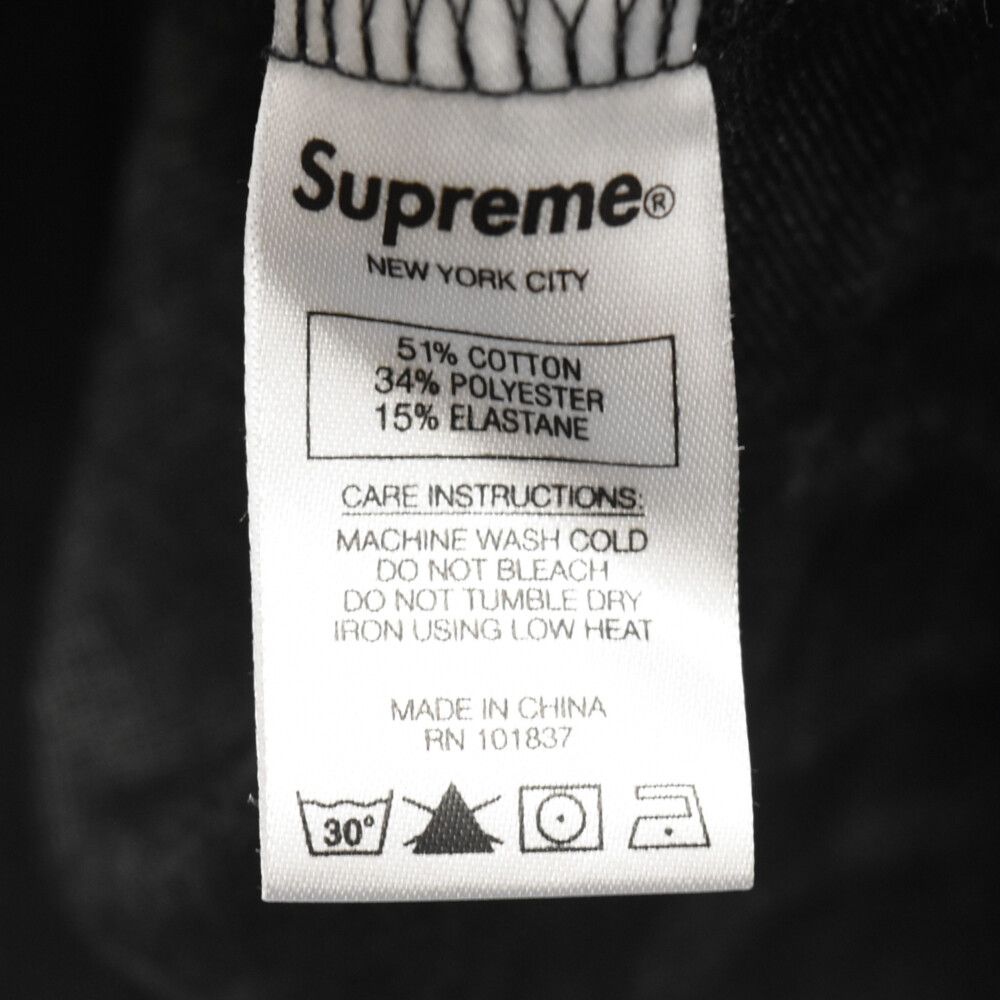 Supreme®
NEW YORK CITY
51% COTTON
34% POLYESTER
15% ELASTANE
CARE INSTRUCTIONS:
MACHINE WASH COLD
DO NOT BLEACH
DO NOT TUMBLE DRY
IRON USING LOW HEAT
MADE IN CHINA
RN 101837
30°